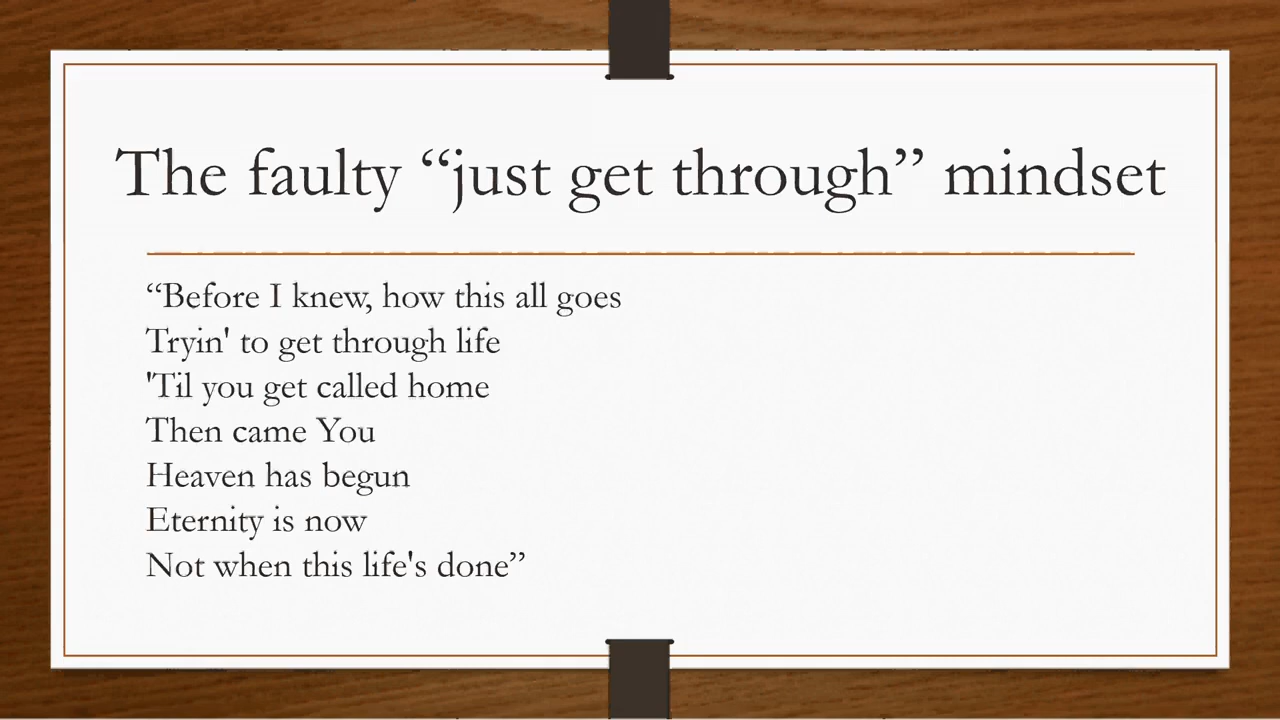 The faulty “just get through” mindset
“Before I knew, how this all goes
Tryin' to get through life
'Til you get called home
Then came You
Heaven has begun
Eternity is now
Not when this life's done”